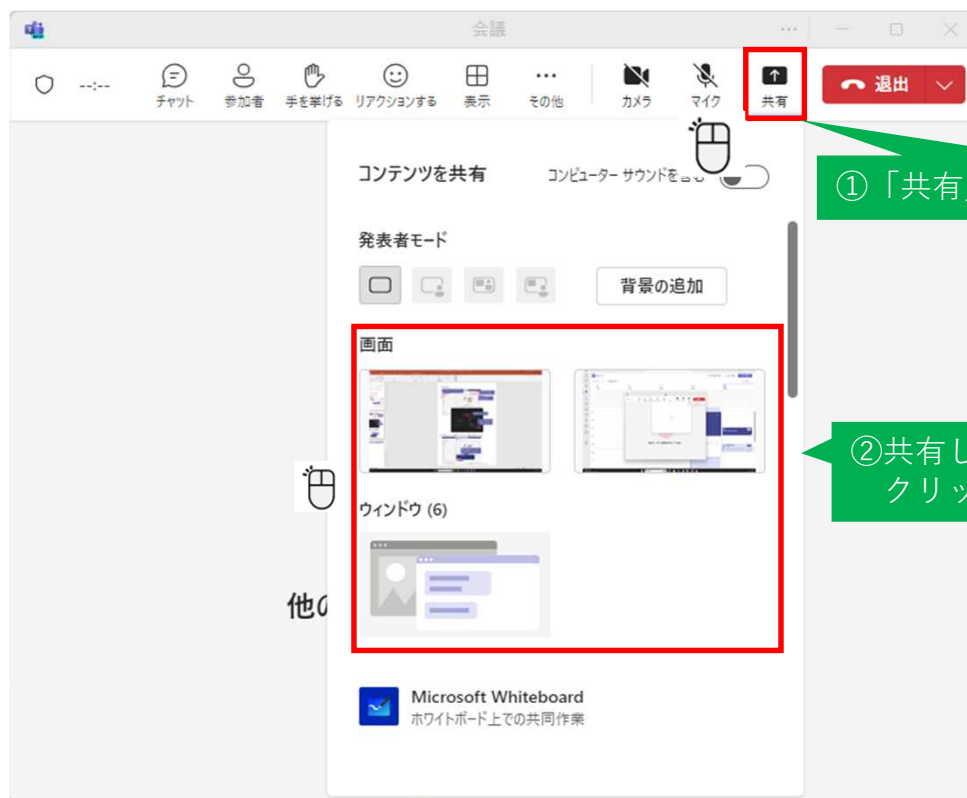 会議
--:--
チャット 参加者 手を挙げる リアクションする 表示 その他 カメラ マイク 共有 退出
コンテンツを共有 コンピューター サウンドを
①「共有
発表者モード
背景の追加
画面
②共有し
クリッ
ウィンドウ (6)
他の
Microsoft Whiteboard
ホワイトボード上での共同作業